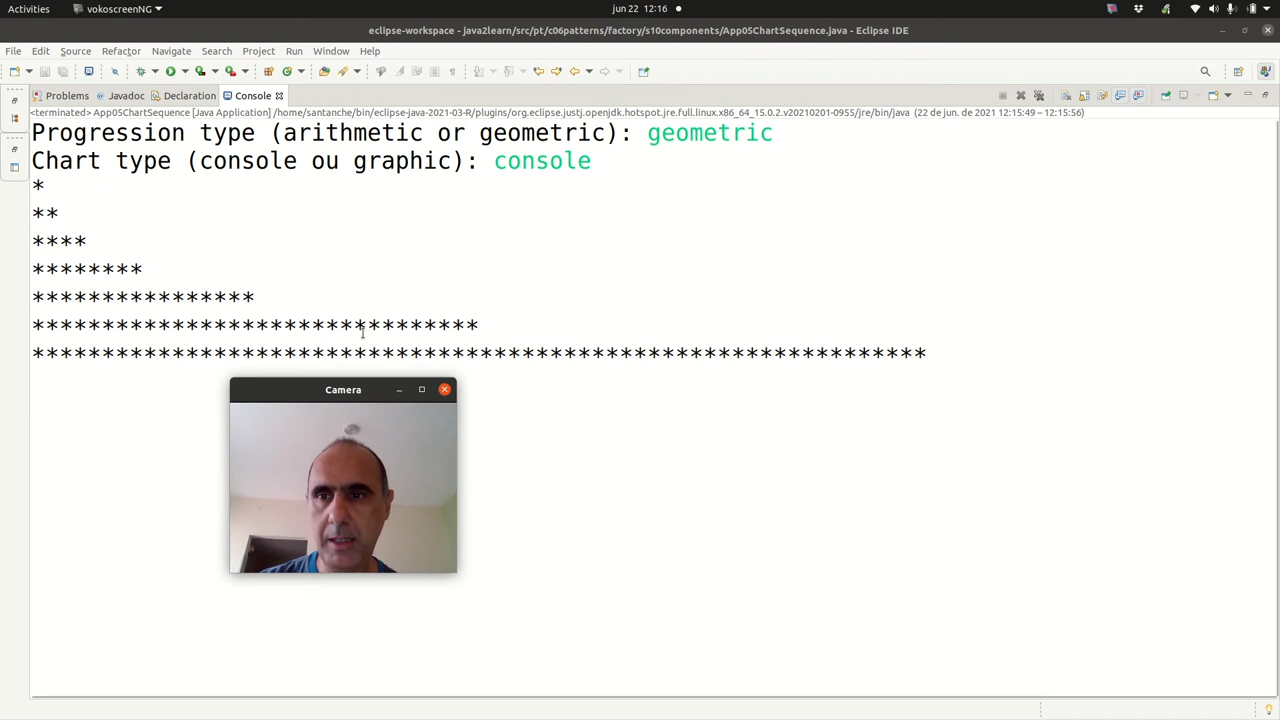 Activities vokoscreenNG jun 22 12:16
eclipse-workspace - java2learn/src/pt/c06patterns/factory/s10components/App05ChartSequence.java - Eclipse IDE
File Edit Source Refactor Navigate Search Project Run Window Help
Problems Javadoc Declaration Console
<terminated> App05ChartSequence [Java Application] /home/santanche/bin/eclipse-java-2021-03-R/plugins/org.eclipse.justj.openjdk.hotspot.jre.full.linux.x86_64_15.0.2.v20210201-0955/jre/bin/java (22 de jun. de 2021 12:15:49 – 12:15:56)
Progression type (arithmetic or geometric): geometric
Chart type (console ou graphic): console
*
**
****
********
****************
********************************
****************************************************************
Camera